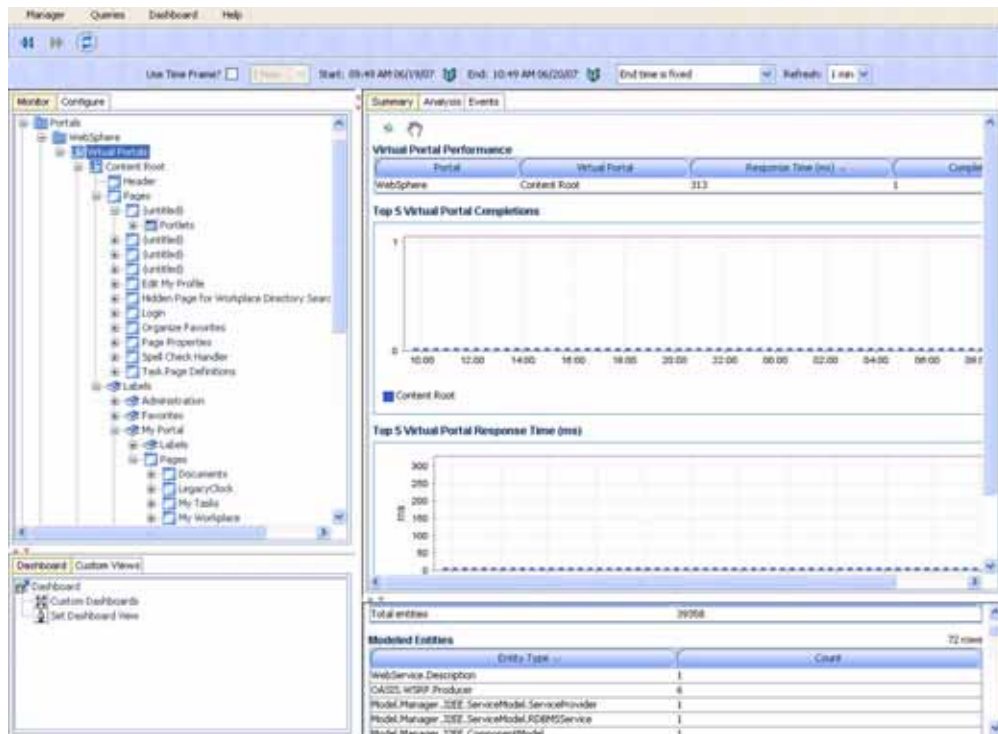 Manager Queries Dashboard Help
Use Time Frame? Start: 09:49 AM 06/19/07 End: 10:49 AM 06/20/07 End time is fixed Refresh: 1 min
Monitor Configure
Portals
WebSphere
Virtual Portals
Content Root
Header
Pages
(untitled)
Portlets
(untitled)
(untitled)
(untitled)
Edit My Profile
Hidden Page for Workplace Directory Searc
Login
Organize Favorites
Page Properties
Spell Check Handler
Task Page Definitions
Labels
Administration
Favorites
My Portal
Labels
Pages
Documents
LegacyClock
My Tasks
My Workplace
Dashboard Custom Views
Dashboard
Custom Dashboards
Set Dashboard View
Summary Analysis Events
Virtual Portal Performance
Portal Virtual Portal Response Time (ms) Complet
WebSphere Content Root 313 1
Top 5 Virtual Portal Completions
1
0
10:00 12:00 14:00 16:00 18:00 20:00 22:00 00:00 02:00 04:00 06:00
Content Root
Top 5 Virtual Portal Response Time (ms)
ms
300
250
200
150
100
50
0
Total entities 39358
Modeled Entities 72 rows
Entity Type Count
WebService.Description 1
OASIS.WSRP.Producer 6
Model.Manager.J2EE.ServiceModel.ServiceProvider 1
Model.Manager.J2EE.ServiceModel.RDBMSService 1
Model.Manager.J2EE.ComponentModel 1